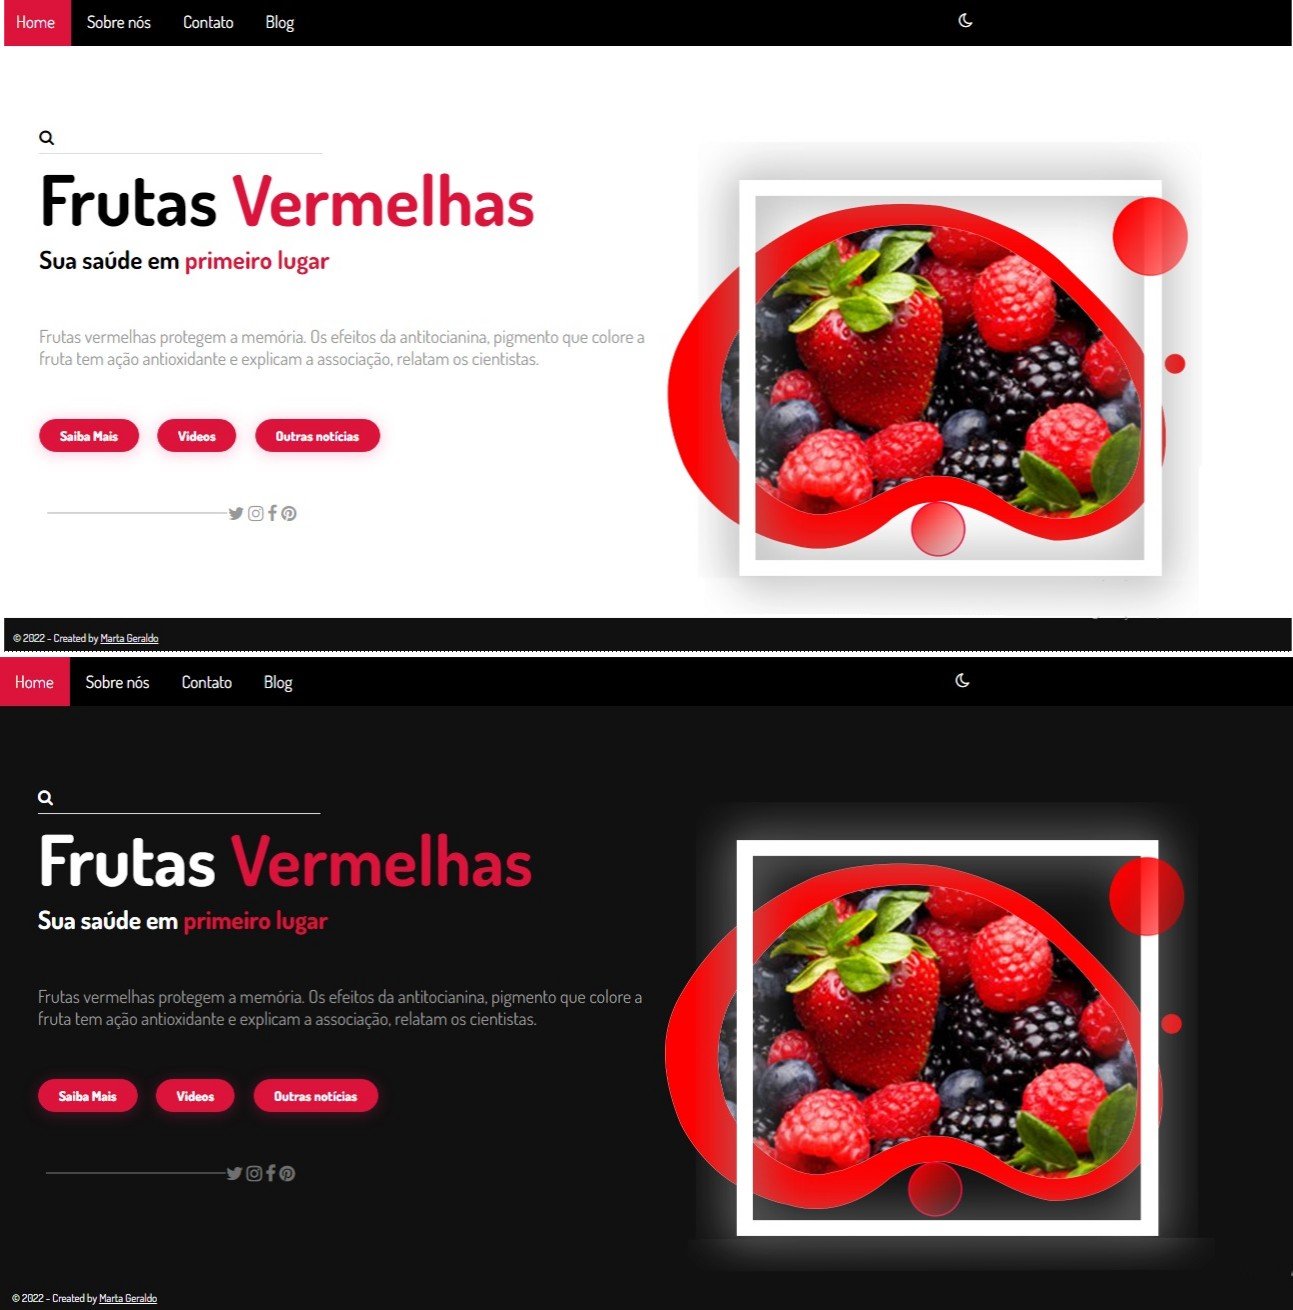 Home Sobre nós Contato Blog
Frutas Vermelhas
Sua saúde em primeiro lugar
Frutas vermelhas protegem a memória. Os efeitos da antitocianina, pigmento que colore a
fruta tem ação antioxidante e explicam a associação, relatam os cientistas.
Saiba Mais Videos Outras notícias
© 2022 - Created by Marta Geraldo
Home Sobre nós Contato Blog
Frutas Vermelhas
Sua saúde em primeiro lugar
Frutas vermelhas protegem a memória. Os efeitos da antitocianina, pigmento que colore a
fruta tem ação antioxidante e explicam a associação, relatam os cientistas.
Saiba Mais Videos Outras notícias
© 2022 - Created by Marta Geraldo